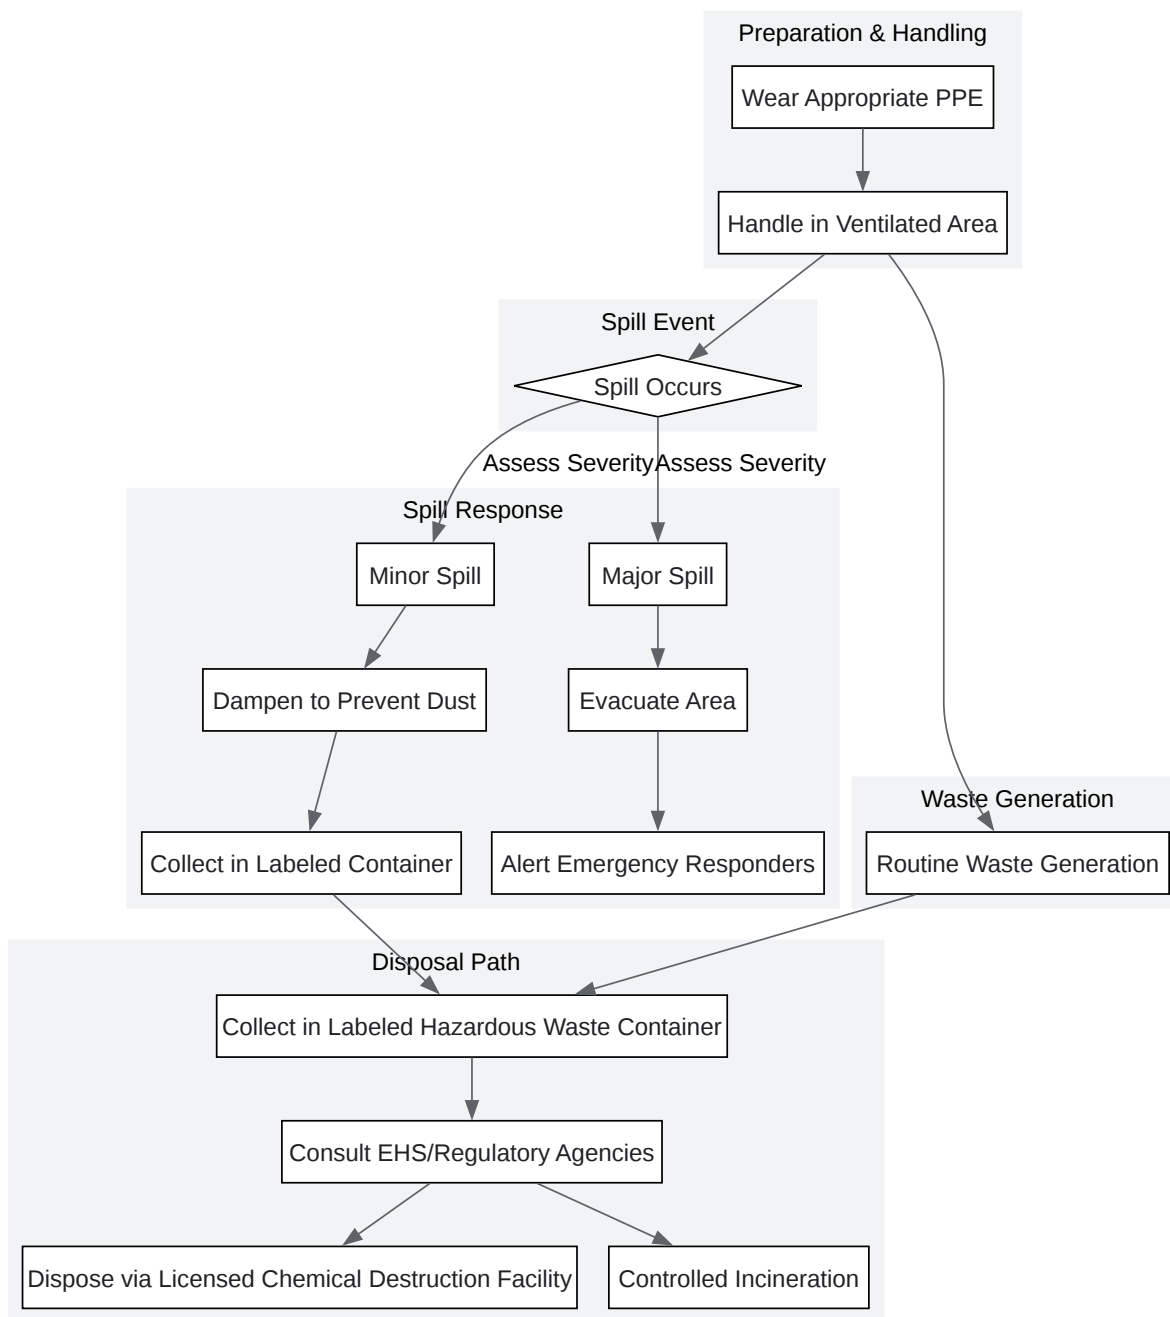 Preparation & Handling
Wear Appropriate PPE
Handle in Ventilated Area
Spill Event
Spill Occurs
Assess Severity
Assess Severity
Spill Response
Minor Spill
Major Spill
Dampen to Prevent Dust
Evacuate Area
Waste Generation
Collect in Labeled Container
Alert Emergency Responders
Routine Waste Generation
Disposal Path
Collect in Labeled Hazardous Waste Container
Consult EHS/Regulatory Agencies
Dispose via Licensed Chemical Destruction Facility
Controlled Incineration